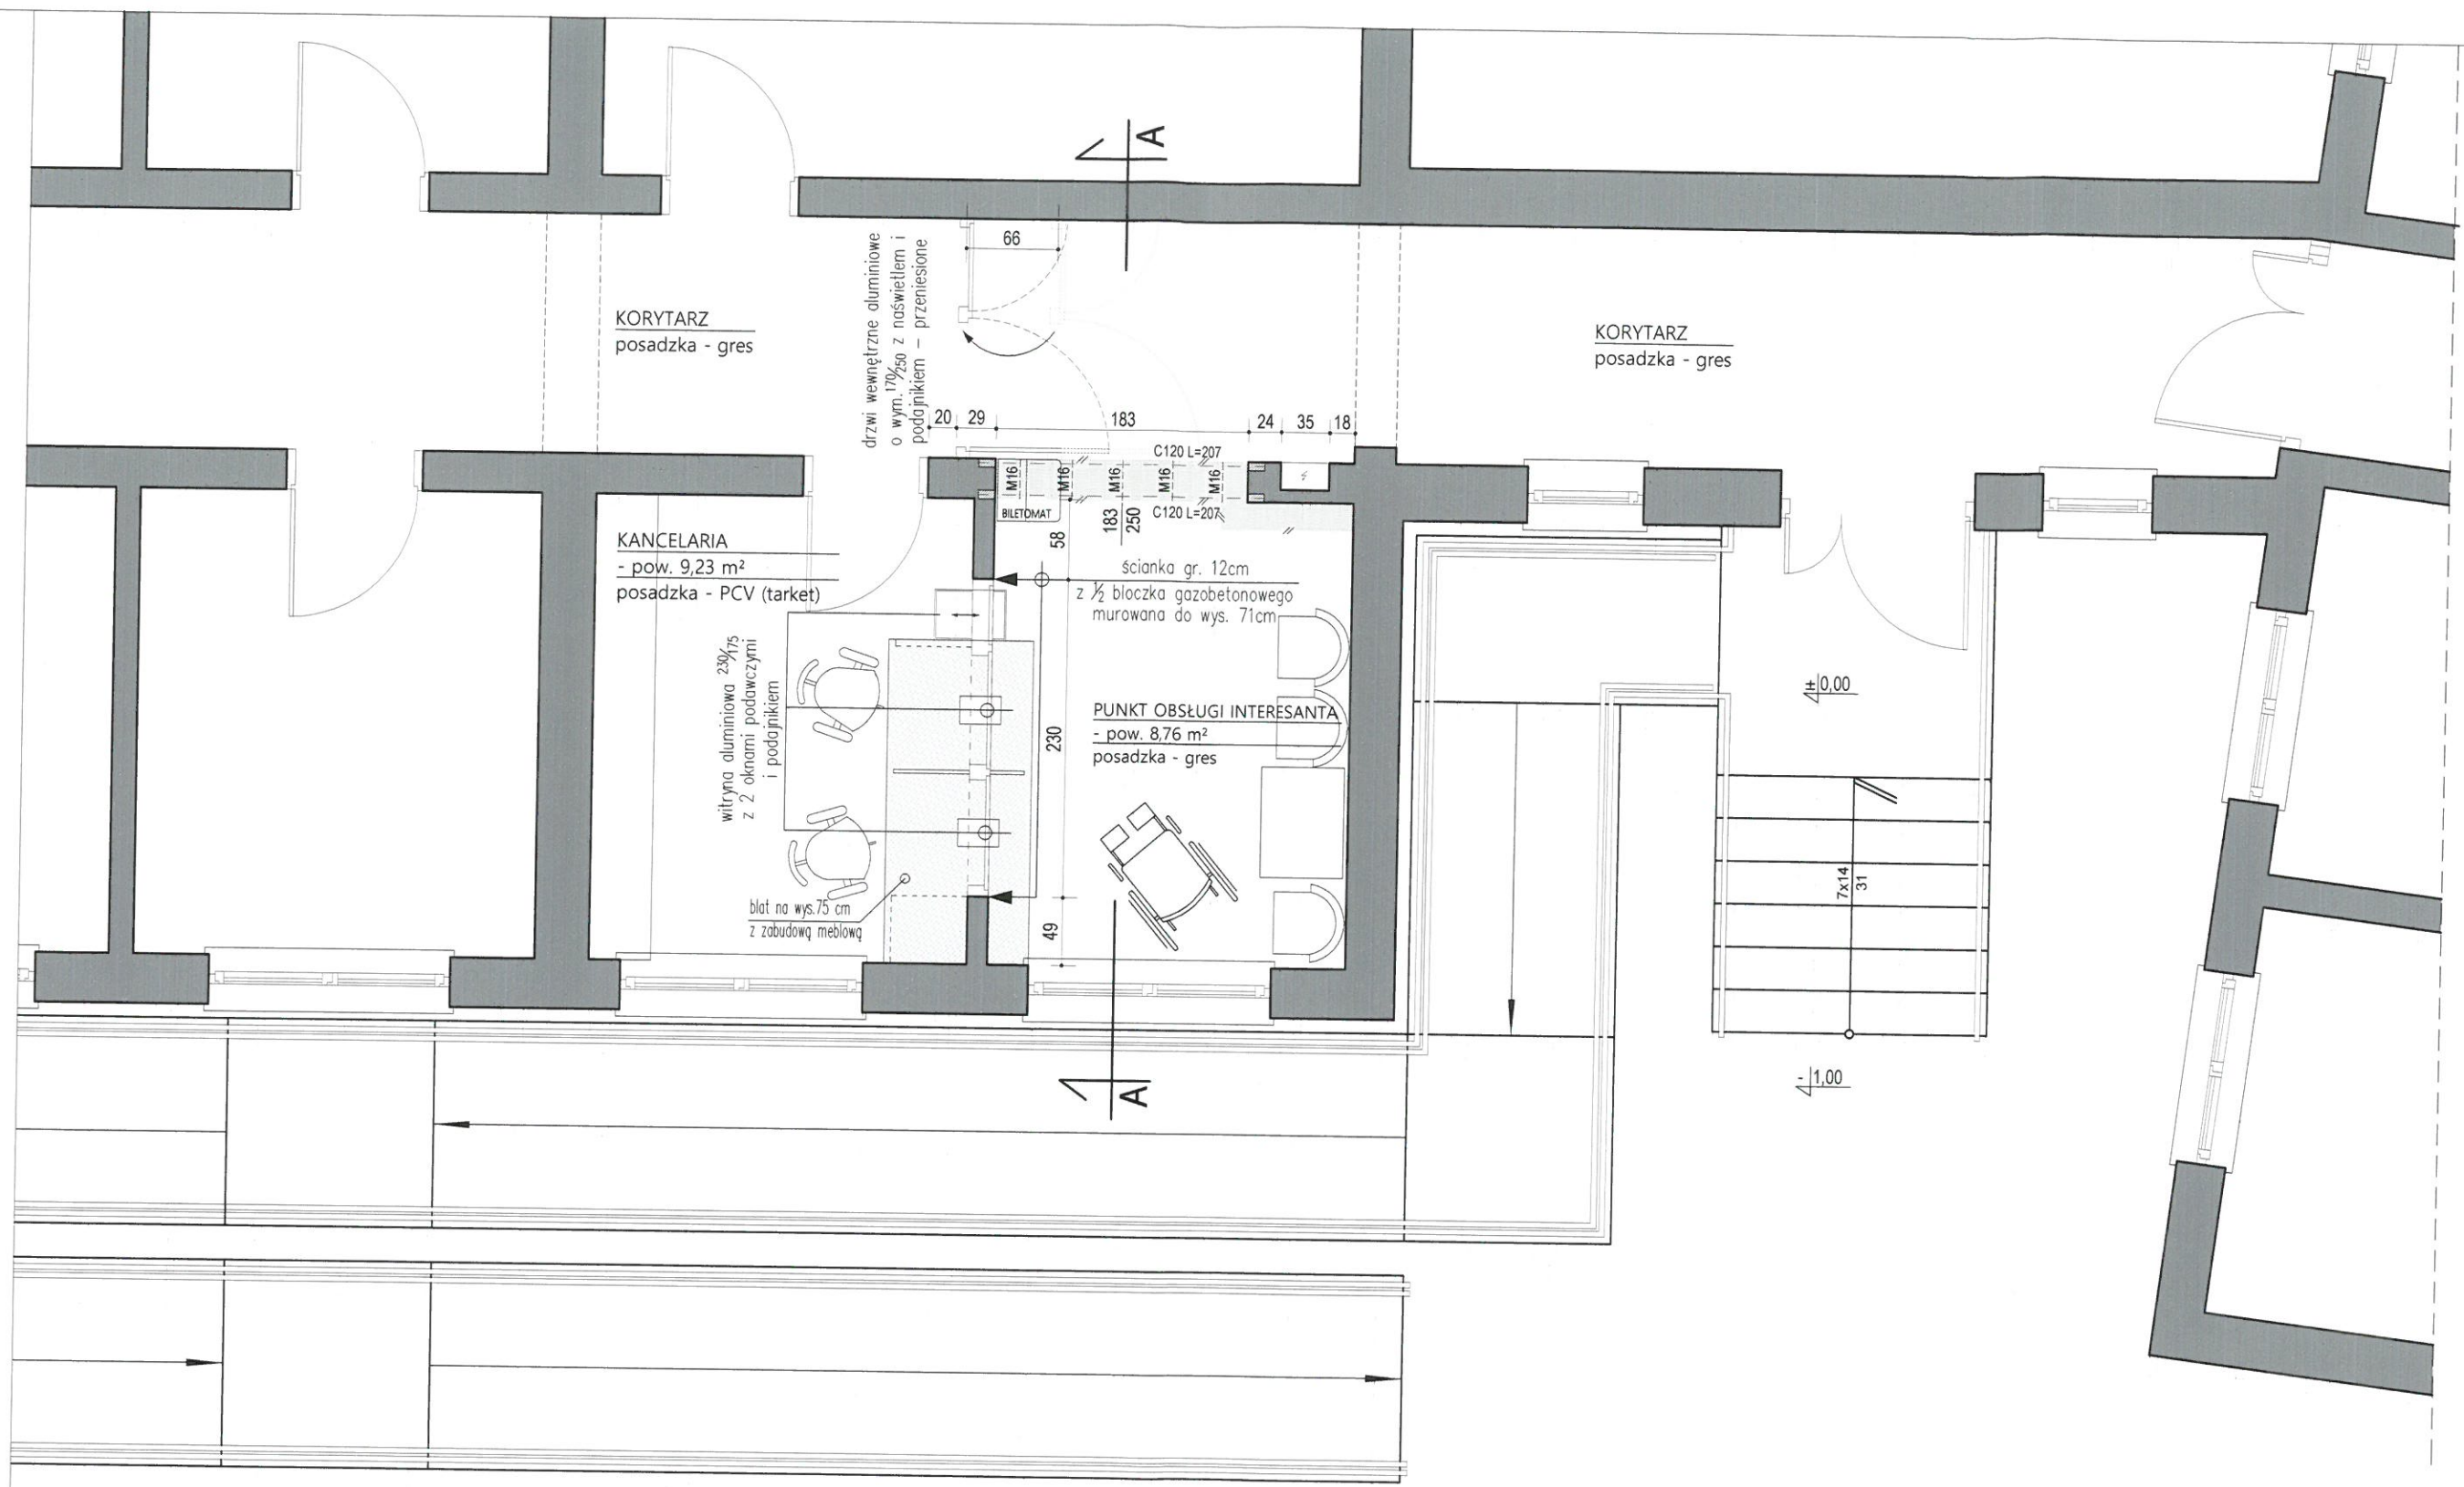 A
66
drzwi wewnętrzne aluminiowe
o wym. 170/250 z naświetlem i
podajnikiem – przeniesione
KORYTARZ
posadzka - gres
KORYTARZ
posadzka - gres
20 29 183 24 35 18
C120 L=207
M16 M16 M16 M16 M16
BILETOMAT
C120 L=207
183
250
58
KANCELARIA
- pow. 9,23 m²
posadzka - PCV (tarket)
ścianka gr. 12cm
z ½ bloczka gazobetonowego
murowana do wys. 71cm
witryna aluminiowa 230/175
z 2 oknami podawczymi
i podajnikiem
±0,00
PUNKT OBSŁUGI INTERESANTA
- pow. 8,76 m²
posadzka - gres
230
7x14
31
blat na wys.75 cm
z zabudową meblową
49
-1,00
A